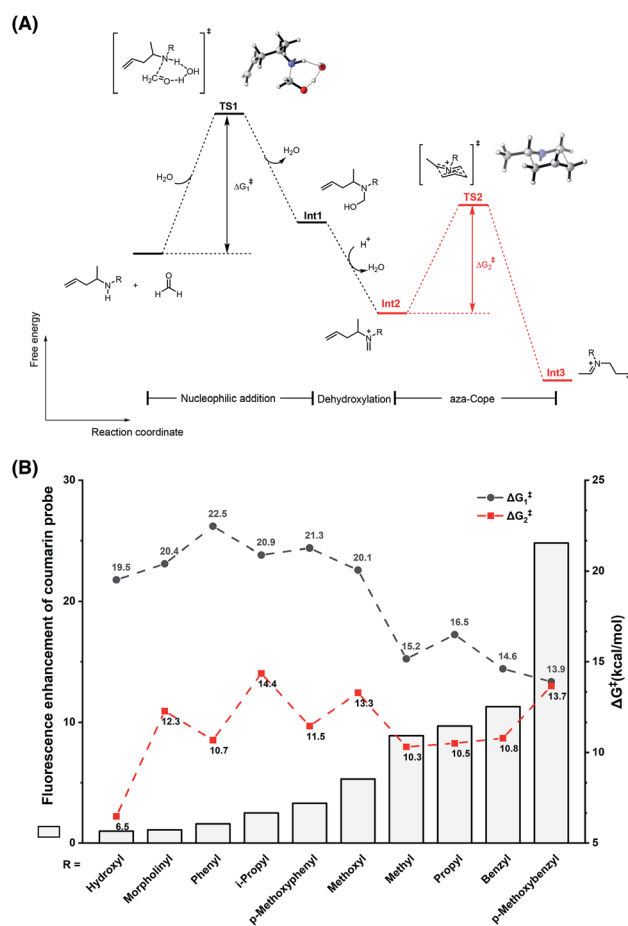 (A)
R
N
H
H₂C
O
H
OH
‡
TS1
H₂O
ΔG₁‡
H₂O
Int1
N
R
HO
H⁺
H₂O
R
N
‡
TS2
ΔG₂‡
N
R
H
+
O
H
H
Int2
R
N
+
Int3
R
N
+
Free energy
Nucleophilic addition
Dehydroxylation
aza-Cope
Reaction coordinate
(B)
Fluorescence enhancement of coumarin probe
30
20
10
0
25
20
15
10
5
ΔG‡(kcal/mol)
ΔG₁‡
ΔG₂‡
19.5
20.4
22.5
20.9
21.3
20.1
15.2
16.5
14.6
13.9
6.5
12.3
10.7
14.4
11.5
13.3
10.3
10.5
10.8
13.7
R =
Hydroxyl
Morpholinyl
Phenyl
i-Propyl
p-Methoxyphenyl
Methoxyl
Methyl
Propyl
Benzyl
p-Methoxybenzyl